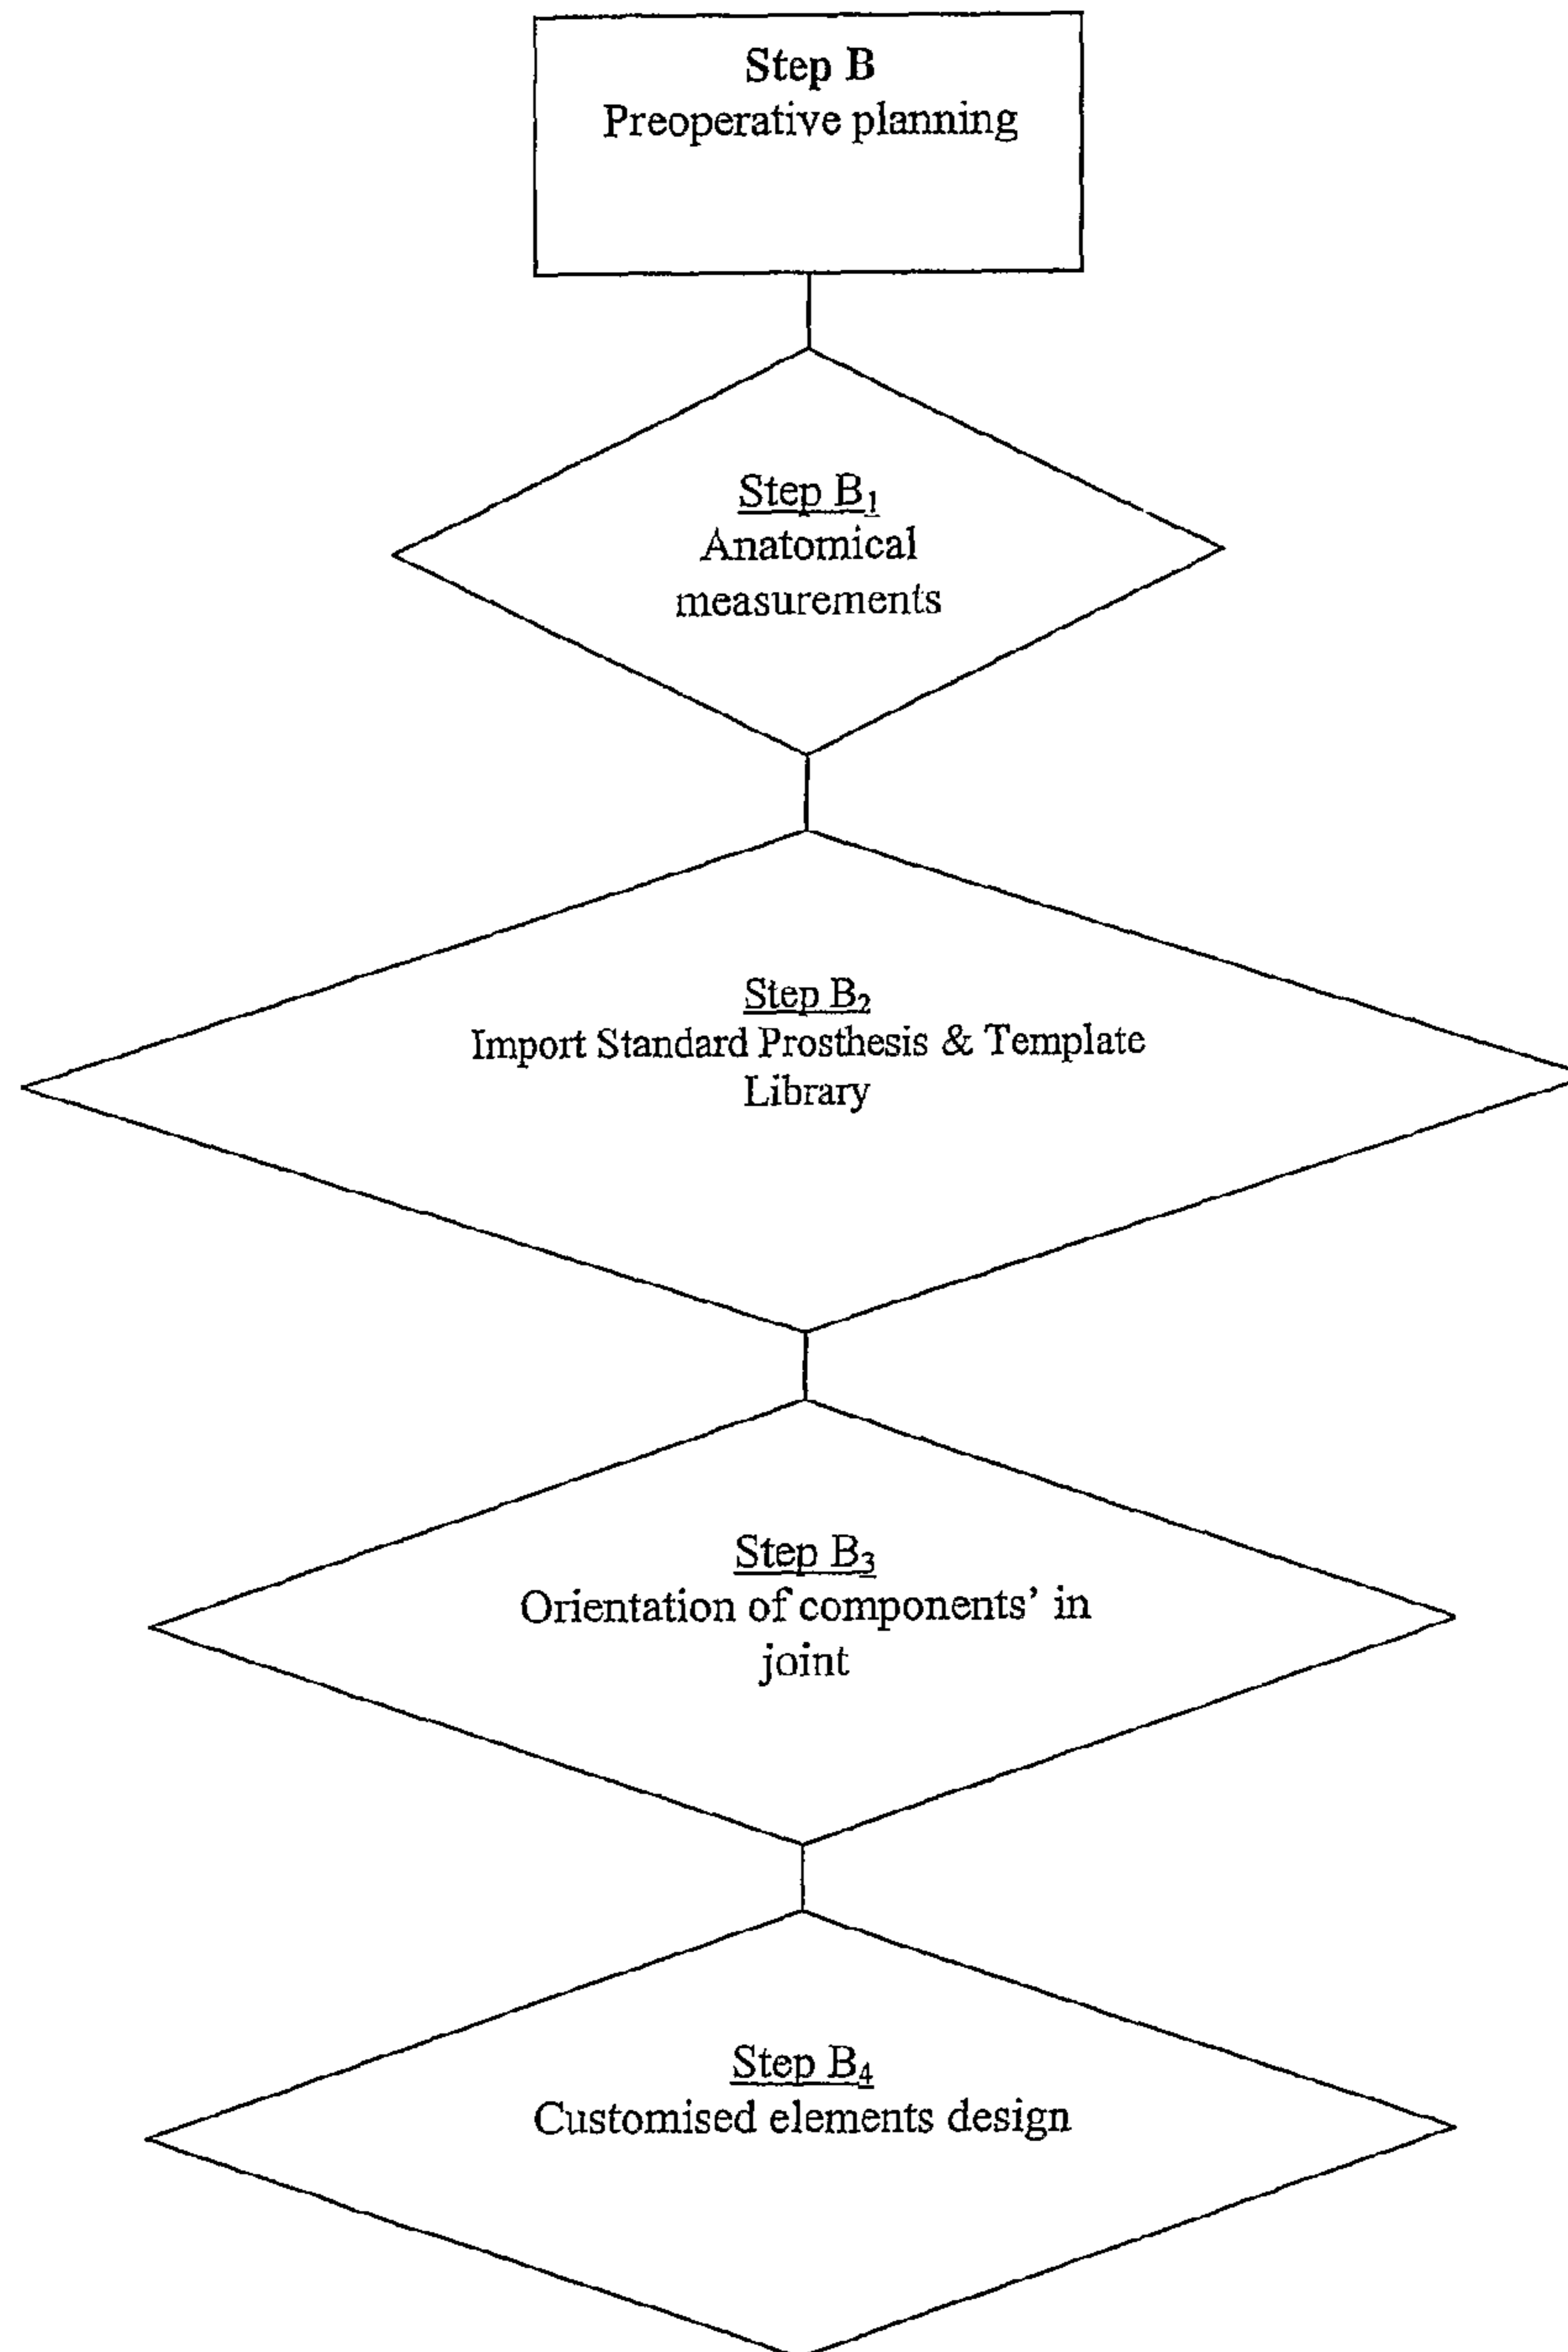 Step B
Preoperative planning
Step B₁
Anatomical
measurements
Step B₂
Import Standard Prosthesis & Template
Library
Step B₃
Orientation of components’ in
joint
Step B₄
Customised elements design